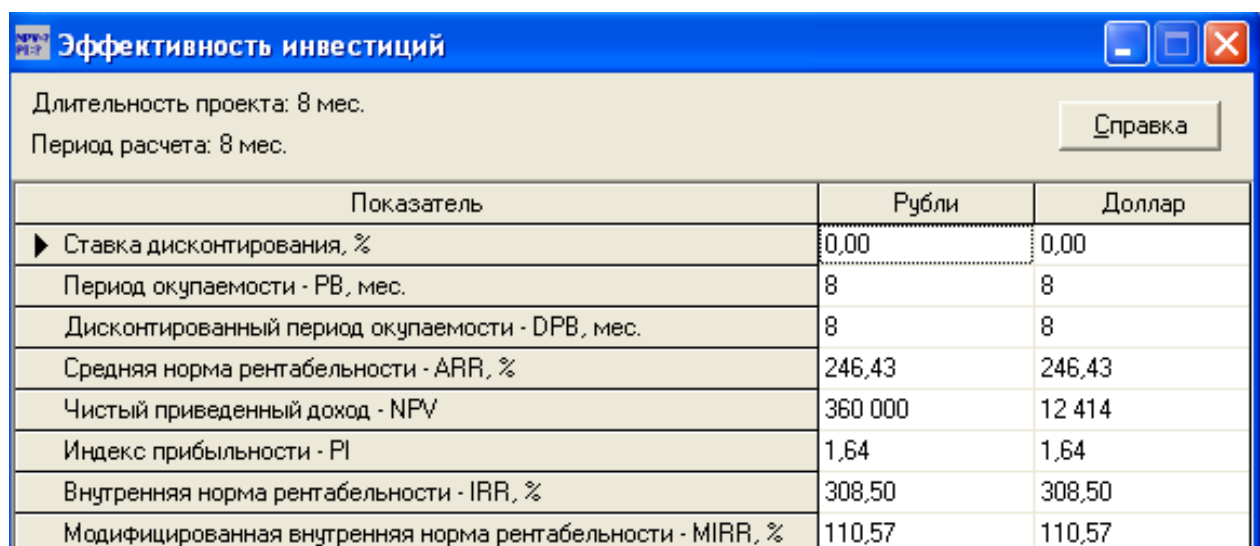 NPV-?
PI=?
Эффективность инвестиций
Длительность проекта: 8 мес.
Период расчета: 8 мес.
Справка
Показатель Рубли Доллар
Ставка дисконтирования, % 0,00 0,00
Период окупаемости - PB, мес. 8 8
Дисконтированный период окупаемости - DPB, мес. 8 8
Средняя норма рентабельности - ARR, % 246,43 246,43
Чистый приведенный доход - NPV 360 000 12 414
Индекс прибыльности - PI 1,64 1,64
Внутренняя норма рентабельности - IRR, % 308,50 308,50
Модифицированная внутренняя норма рентабельности - MIRR, % 110,57 110,57